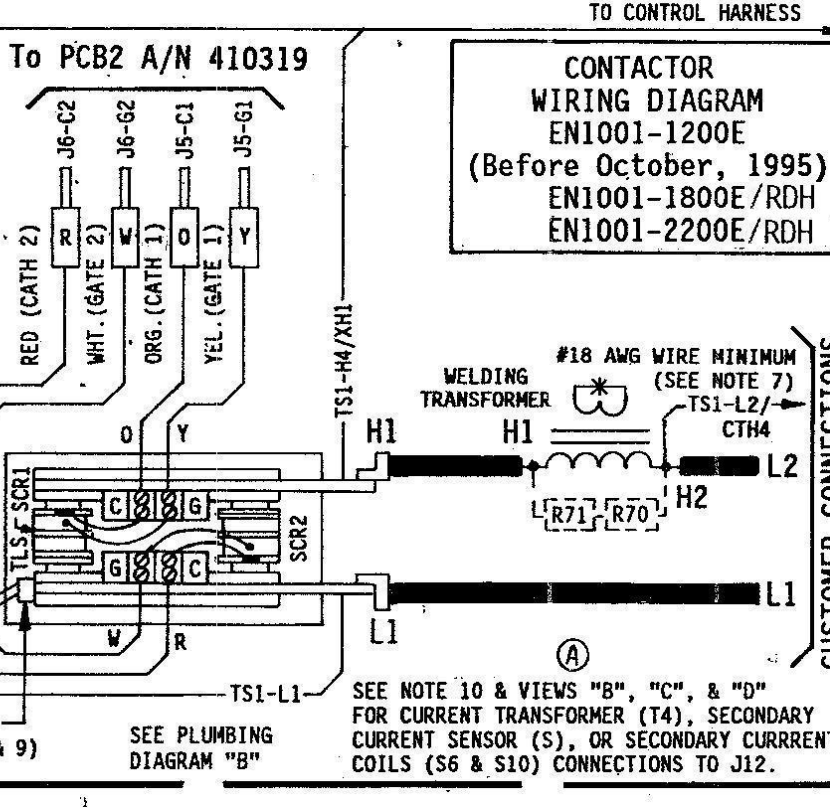 TO CONTROL HARNESS
To PCB2 A/N 410319
CONTACTOR
WIRING DIAGRAM
EN1001-1200E
(Before October, 1995)
EN1001-1800E/RDH
EN1001-2200E/RDH
J6-C2
J6-G2
J5-C1
J5-G1
R
W
O
Y
RED (CATH 2)
WHT.(GATE 2)
ORG.(CATH 1)
YEL.(GATE 1)
TS1-H4/XH1
#18 AWG WIRE MINIMUM
(SEE NOTE 7)
WELDING
TRANSFORMER
TS1-L2/
CTH4
O
Y
H1
H1
L2
H2
R71
R70
CUSTOMER CONNECTIONS
SCR1
TLS
C
G
SCR2
G
C
L1
L1
W
R
A
TS1-L1
SEE NOTE 10 & VIEWS "B", "C", & "D"
FOR CURRENT TRANSFORMER (T4), SECONDARY
CURRENT SENSOR (S), OR SECONDARY CURRRENT
COILS (S6 & S10) CONNECTIONS TO J12.
& 9)
SEE PLUMBING
DIAGRAM "B"